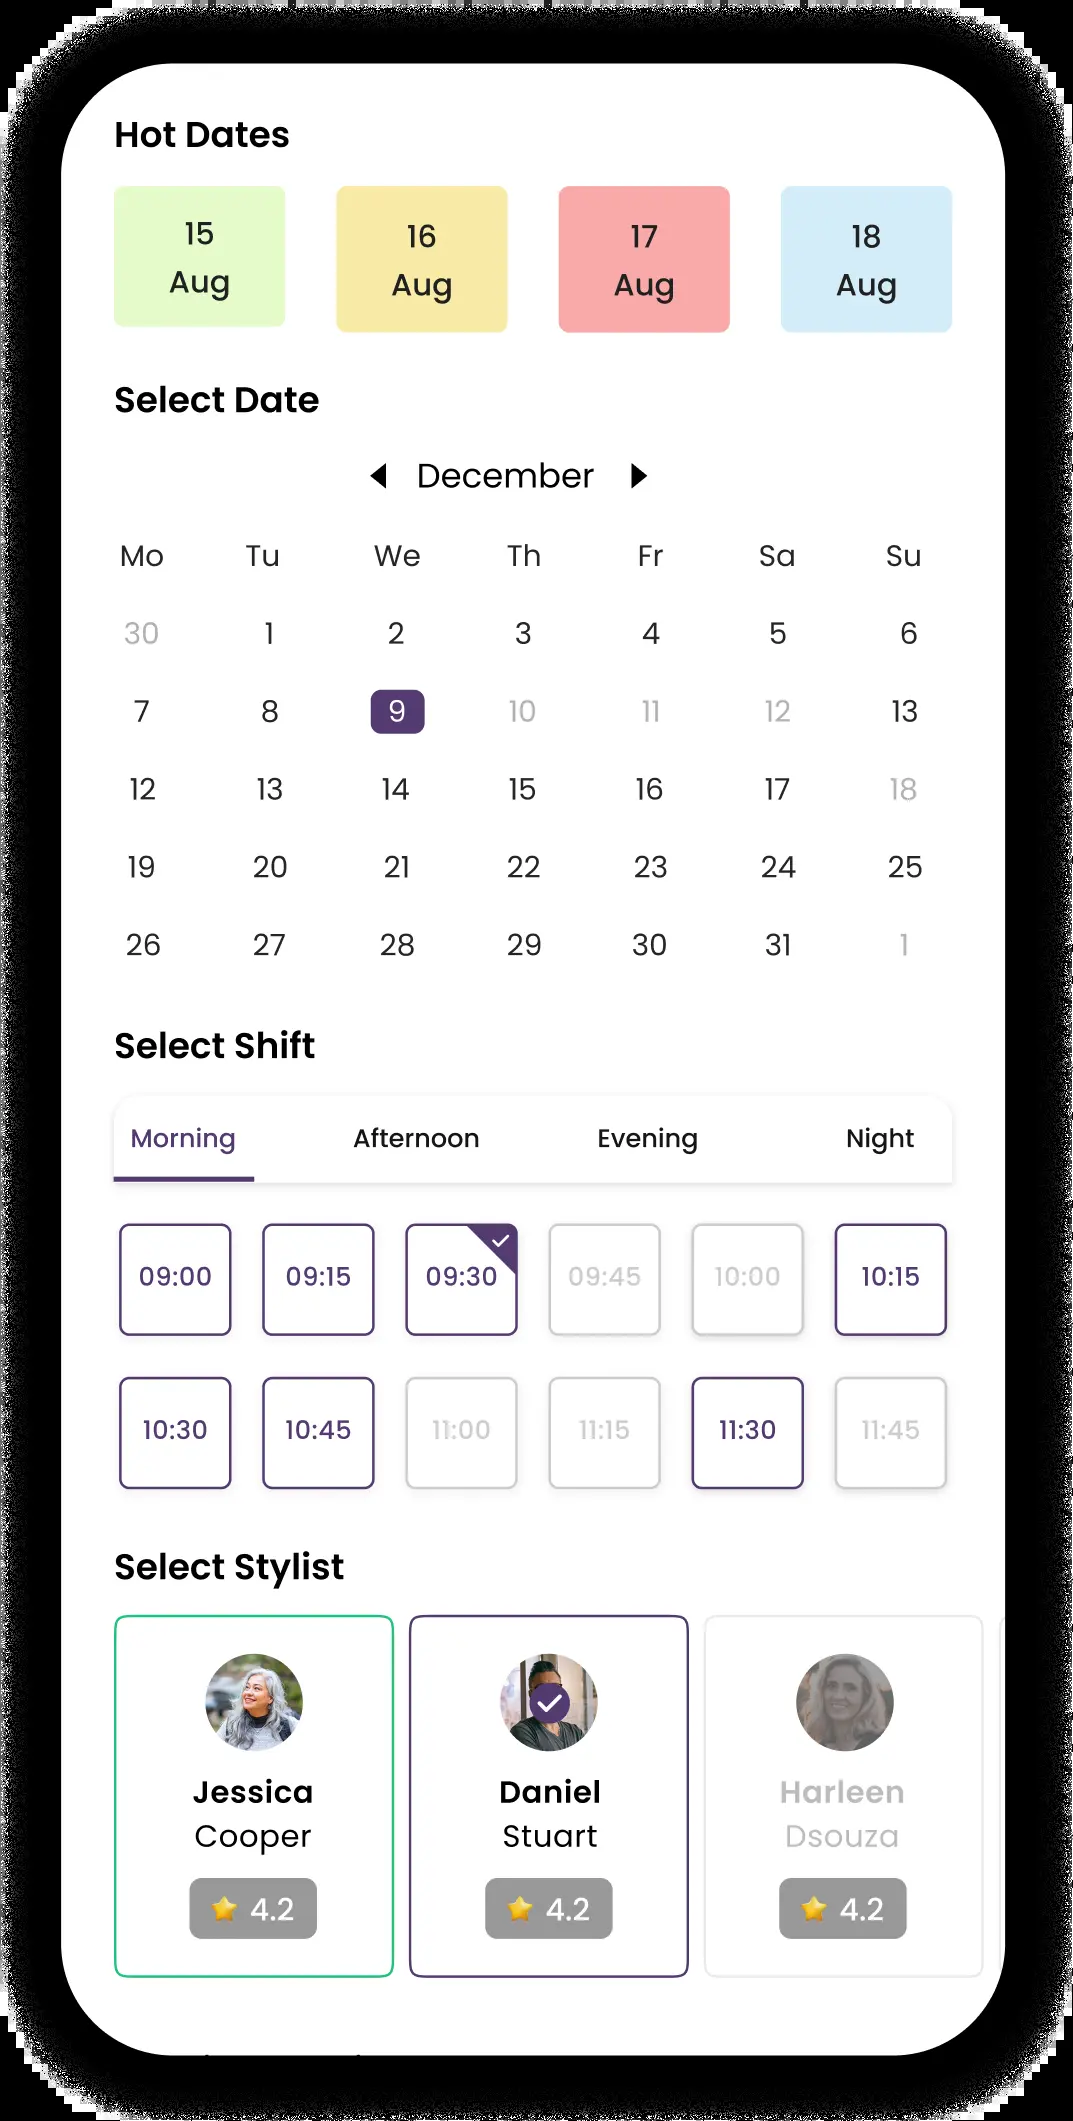 Hot Dates
15 16 17 18
Aug Aug Aug Aug
Select Date
December
Mo Tu We Th Fr Sa Su
30 1 2 3 4 5 6
7 8 9 10 11 12 13
12 13 14 15 16 17 18
19 20 21 22 23 24 25
26 27 28 29 30 31 1
Select Shift
Morning Afternoon Evening Night
09:00 09:15 09:30 09:45 10:00 10:15
10:30 10:45 11:00 11:15 11:30 11:45
Select Stylist
Jessica Daniel Harleen
Cooper Stuart Dsouza
4.2 4.2 4.2